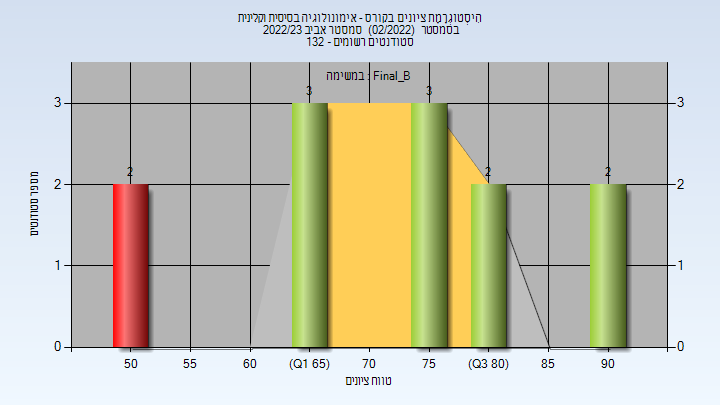 היסטוגרמת ציונים בקורס - אימונולוגיה בסיסית וקלינית
בסמסטר (02/2022) סמסטר אביב 2022/23
סטודנטים רשומים - 132
במשימה : Final_B
3 3
2 2 2
3 3
2 2
1 1
0 0
מספר סטודנטים
50 55 60 (Q1 65) 70 75 (Q3 80) 85 90
טווח ציונים